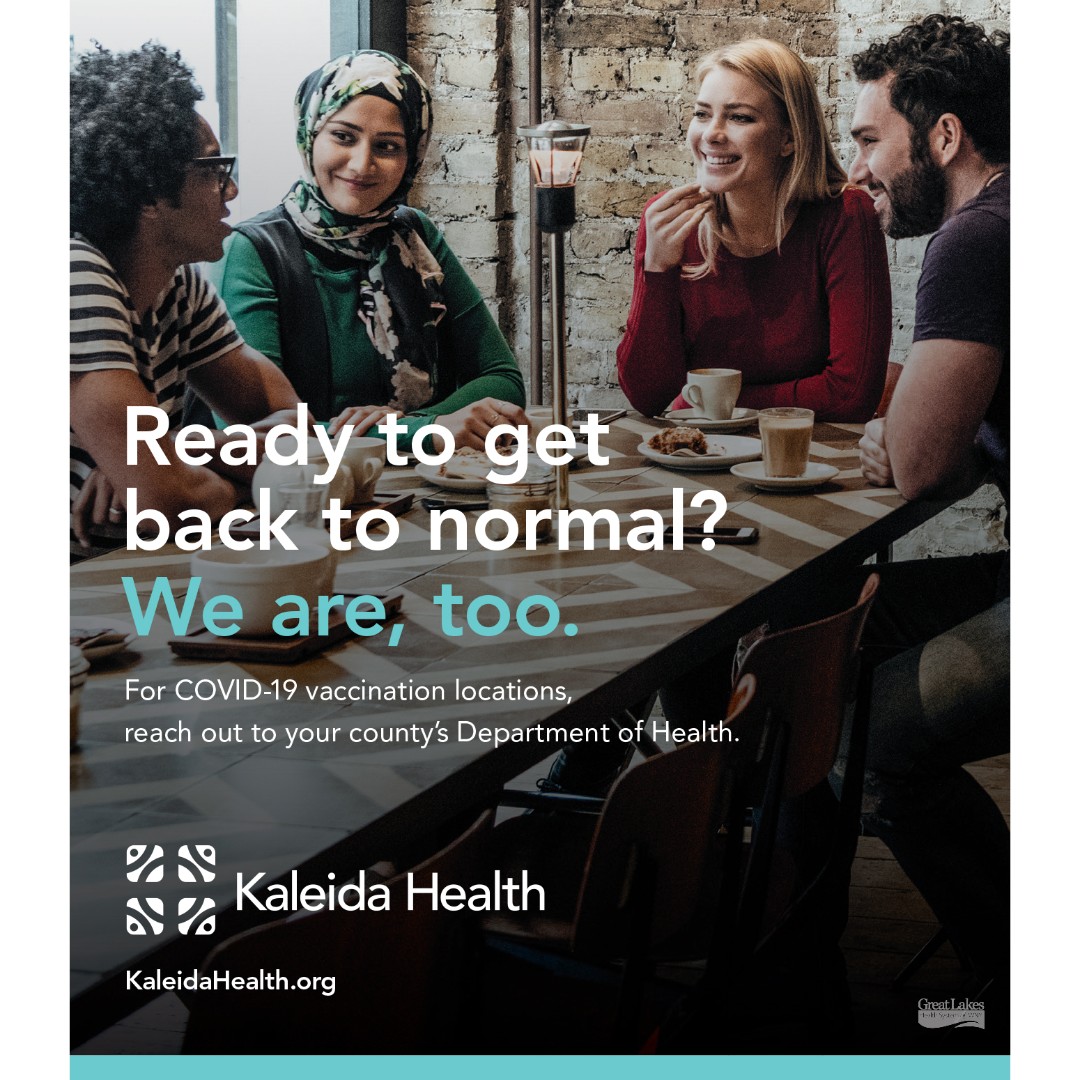 Ready to get
back to normal?
We are, too.
For COVID-19 vaccination locations,
reach out to your county’s Department of Health.
Kaleida Health
KaleidaHealth.org
Great Lakes